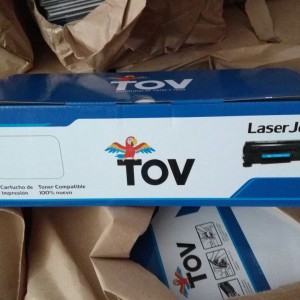 TOV
LaserJe
TOV
Cartucho de Impresión
Toner Compatible 100% nuevo
TOV